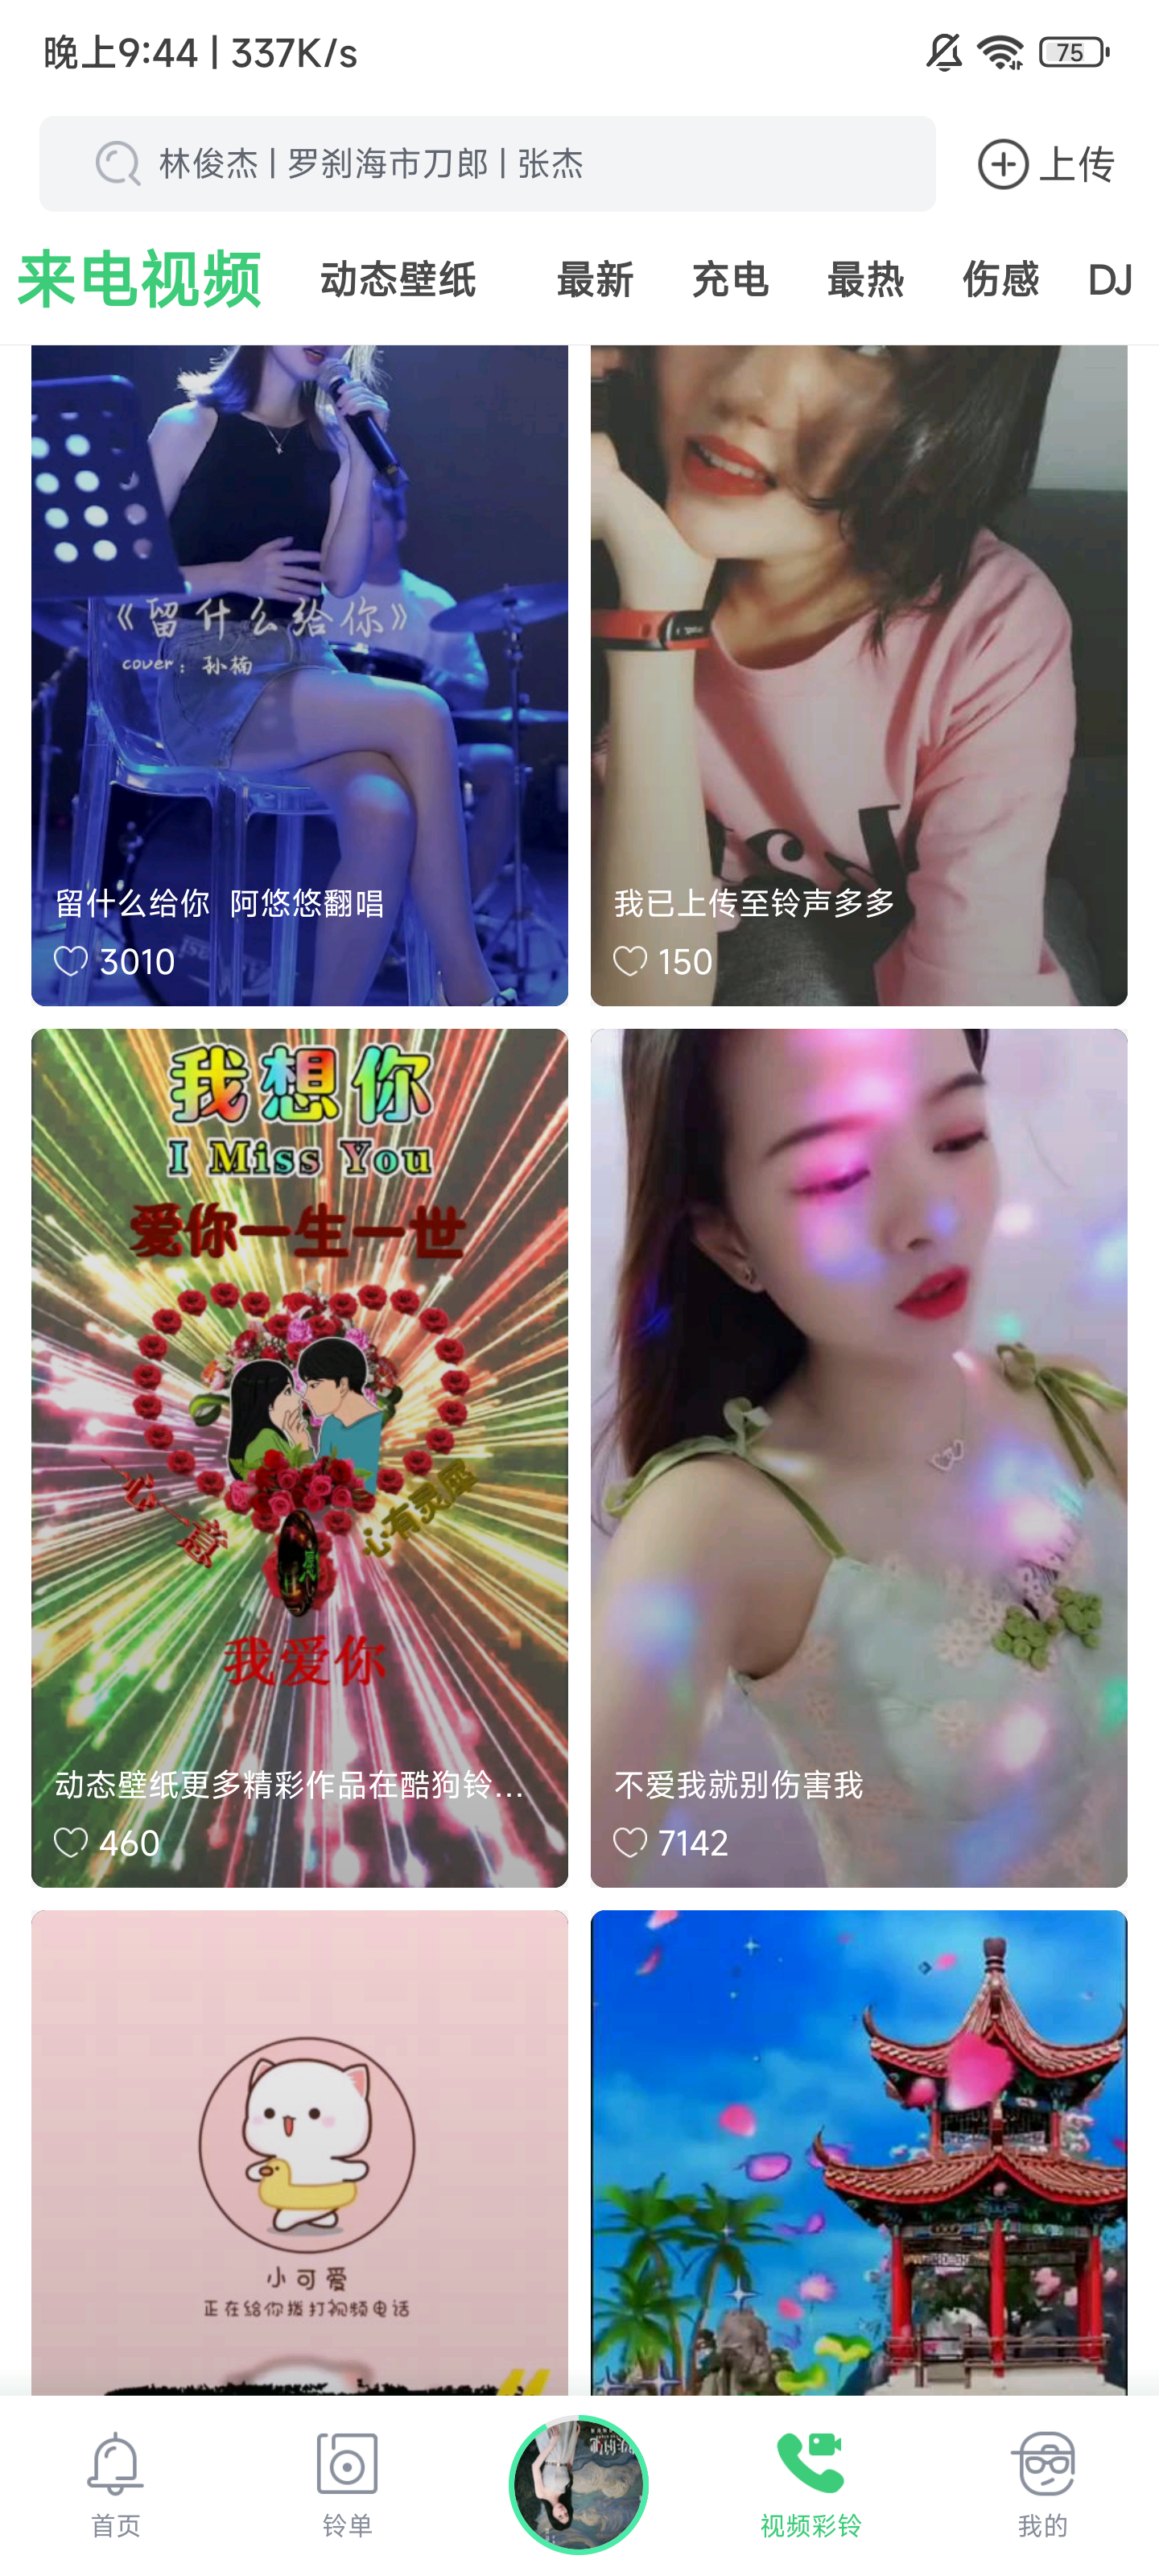 晚上9:44 | 337K/s
75
林俊杰 | 罗刹海市刀郎 | 张杰
上传
来电视频 动态壁纸 最新 充电 最热 伤感 DJ
《留什么给你》
cover：孙楠
留什么给你 阿悠悠翻唱
3010
我已上传至铃声多多
150
我想你
I Miss You
爱你一生一世
一心一意
心有灵犀
我爱你
动态壁纸更多精彩作品在酷狗铃...
460
不爱我就别伤害我
7142
小可爱
正在给你拨打视频电话
首页
铃单
视频彩铃
我的